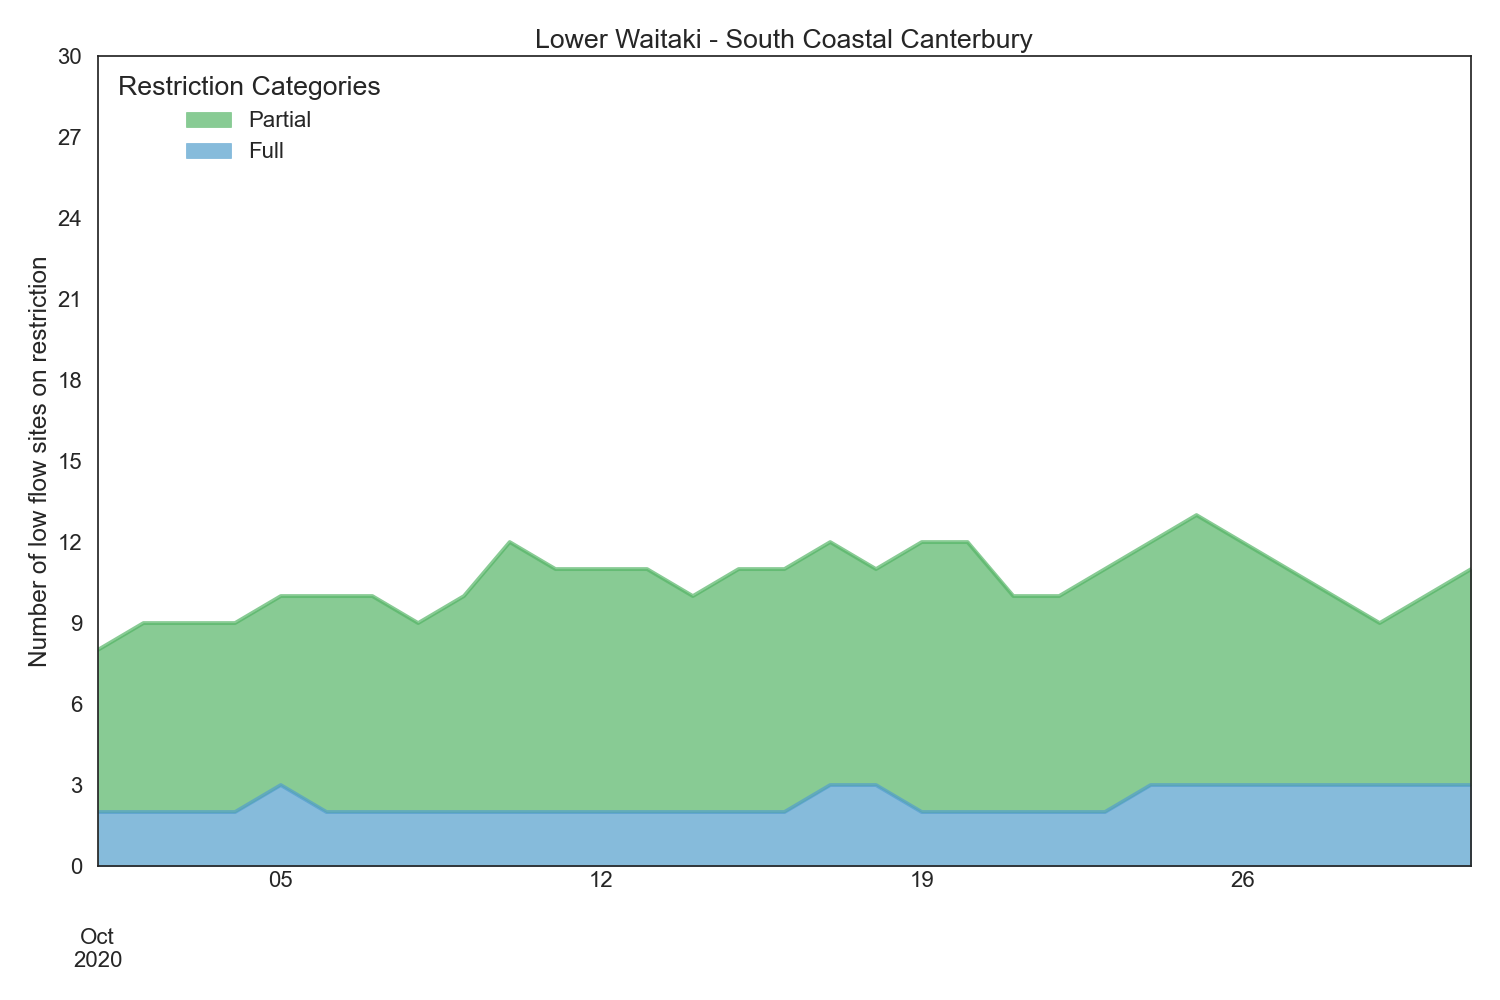 Lower Waitaki - South Coastal Canterbury
30
27
24
21
18
15
12
9
6
3
0
Number of low flow sites on restriction
Restriction Categories
Partial
Full
05
12
19
26
Oct
2020